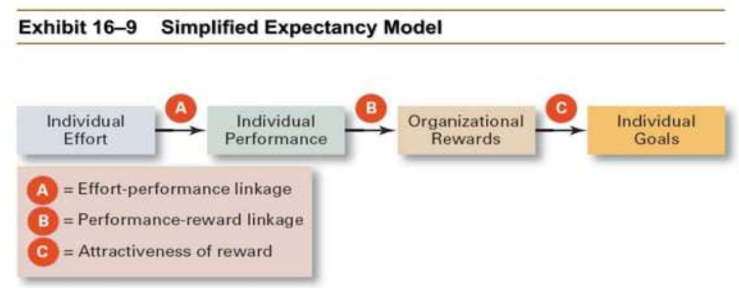 Exhibit 16–9 Simplified Expectancy Model
A
B
C
Individual
Effort
Individual
Performance
Organizational
Rewards
Individual
Goals
A = Effort-performance linkage
B = Performance-reward linkage
C = Attractiveness of reward